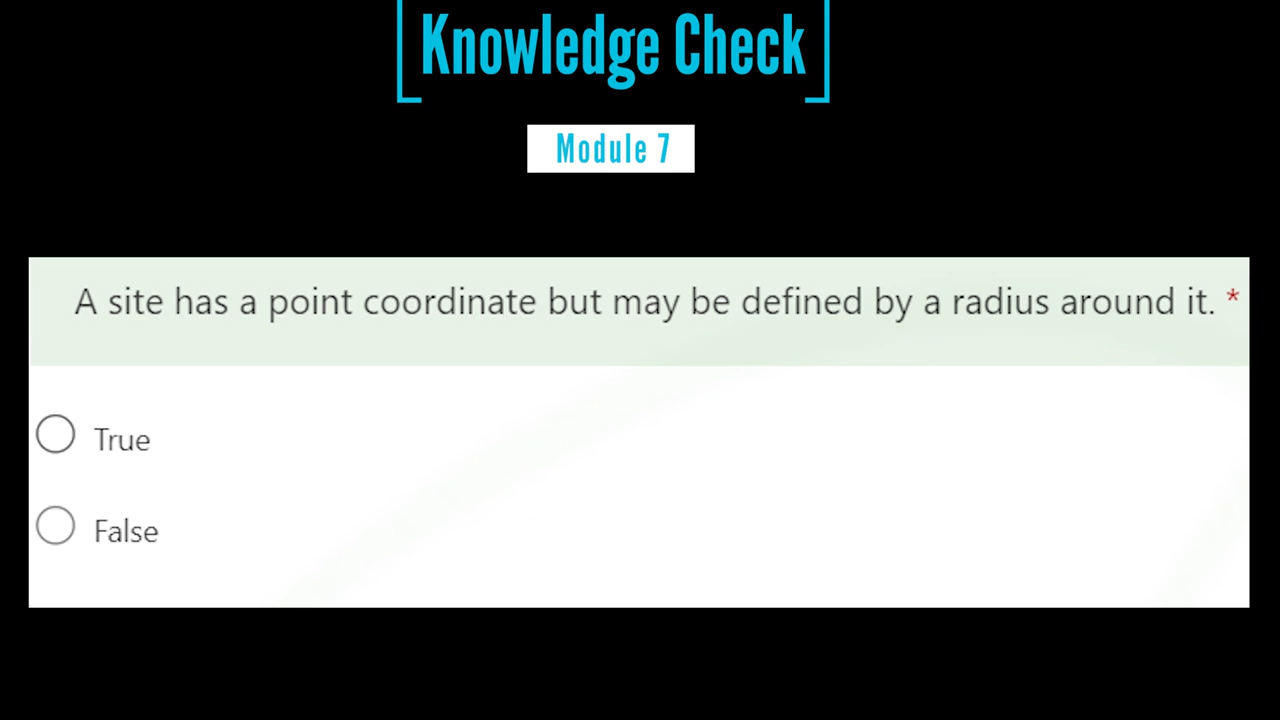 Knowledge Check
Module 7
A site has a point coordinate but may be defined by a radius around it. *
True
False